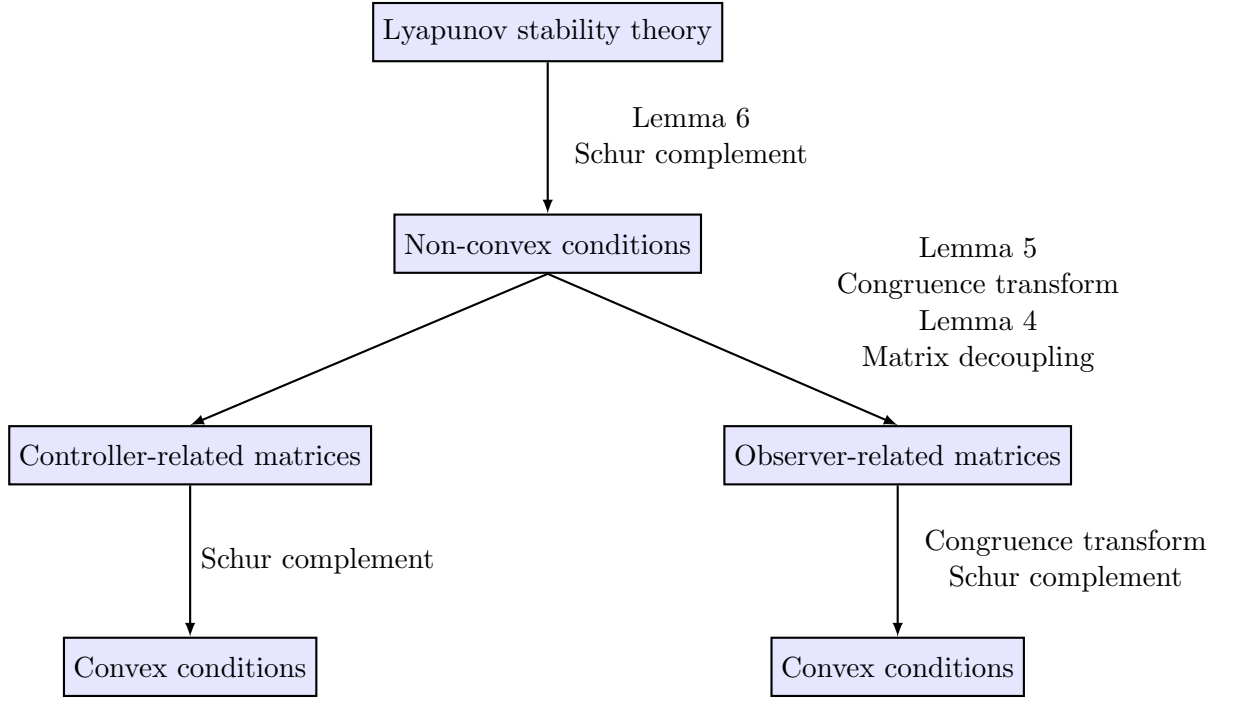 Lyapunov stability theory
Lemma 6
Schur complement
Non-convex conditions
Lemma 5
Congruence transform
Lemma 4
Matrix decoupling
Controller-related matrices
Observer-related matrices
Schur complement
Congruence transform
Schur complement
Convex conditions
Convex conditions